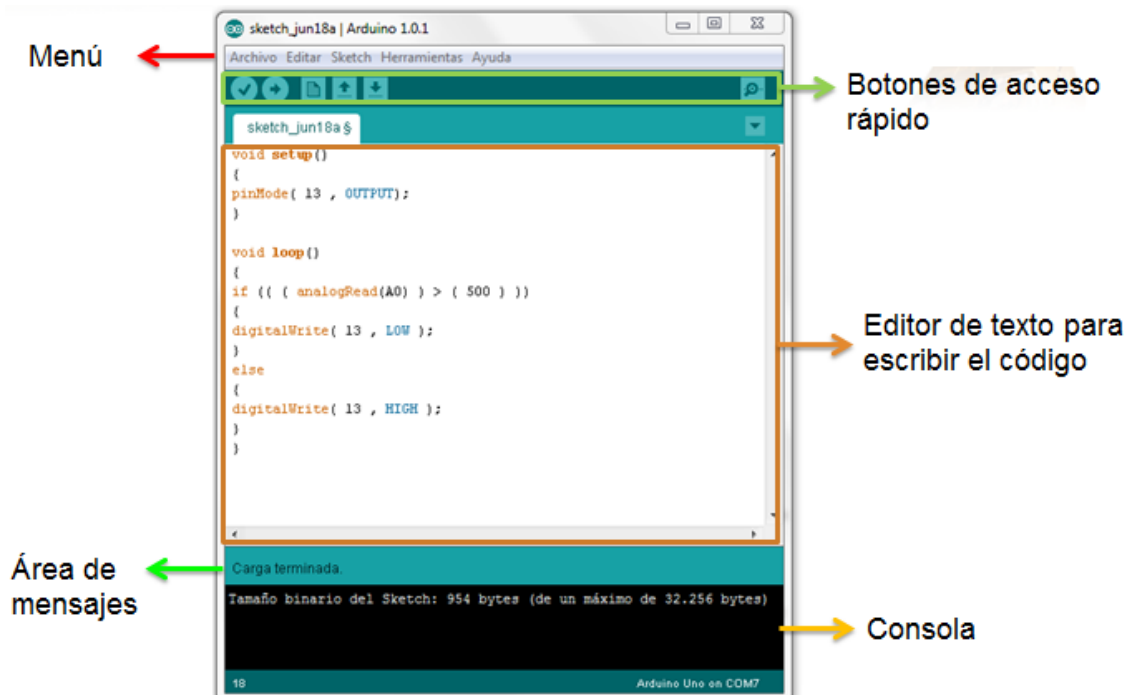 sketch_jun18a | Arduino 1.0.1
Menú
Archivo Editar Sketch Herramientas Ayuda
Botones de acceso
rápido
sketch_jun18a §
void setup()
{
pinMode( 13 , OUTPUT);
}
void loop()
{
if (( ( analogRead(A0) ) > ( 500 ) ))
{
digitalWrite( 13 , LOW );
}
else
{
digitalWrite( 13 , HIGH );
}
}
Editor de texto para
escribir el código
Área de
mensajes
Carga terminada.
Tamaño binario del Sketch: 954 bytes (de un máximo de 32.256 bytes)
Consola
18
Arduino Uno on COM7